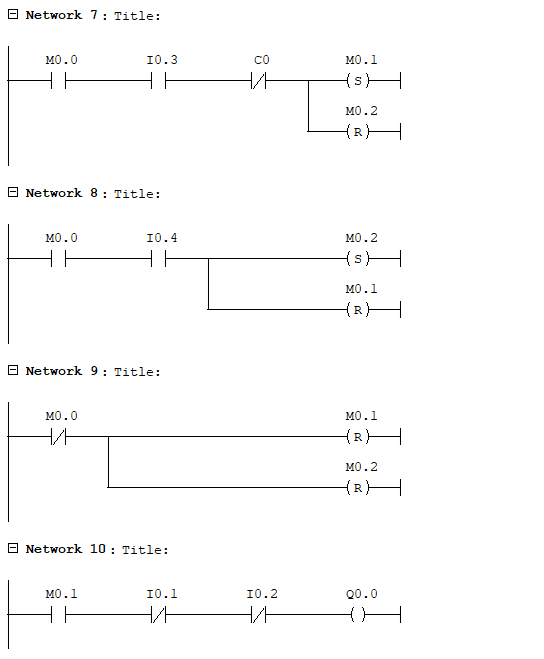 Network 7 : Title:
M0.0 I0.3 C0 M0.1
S
M0.2
R
Network 8 : Title:
M0.0 I0.4 M0.2
S
M0.1
R
Network 9 : Title:
M0.0 M0.1
R
M0.2
R
Network 10 : Title:
M0.1 I0.1 I0.2 Q0.0